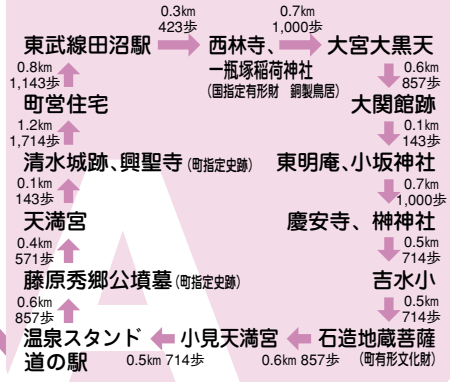 0.3km
423歩
0.7km
1,000歩
東武線田沼駅
西林寺、
一瓶塚稲荷神社
(国指定有形財 銅製鳥居)
大宮大黒天
0.8km
1,143歩
0.6km
857歩
町営住宅
大関館跡
1.2km
1,714歩
0.1km
143歩
清水城跡、興聖寺(町指定史跡)
東明庵、小坂神社
0.1km
143歩
0.7km
1,000歩
天満宮
慶安寺、榊神社
0.4km
571歩
0.5km
714歩
藤原秀郷公墳墓(町指定史跡)
吉水小
0.6km
857歩
0.5km
714歩
温泉スタンド
道の駅
小見天満宮
石造地蔵菩薩
(町有形文化財)
0.5km 714歩
0.6km 857歩